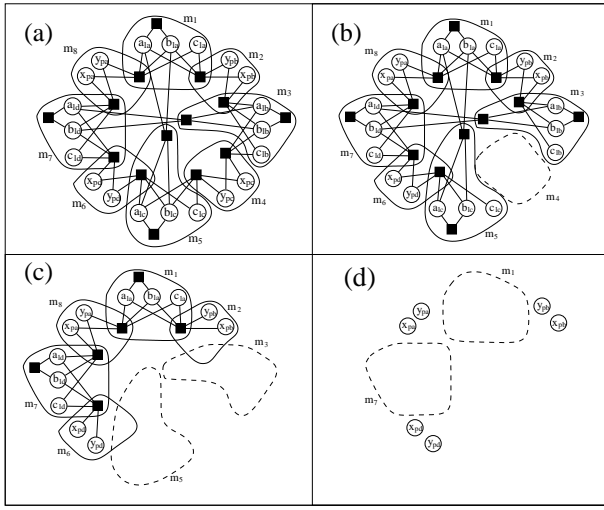 (a)
m1
a1a b1a c1a
m8
m2
ypa
xpa
ypb
xpb
m3
a1d
b1d
c1d
a1b
b1b
c1b
m7
xpd
ypd
m6
xpc
ypc
m4
a1c b1c c1c
m5
(b)
m1
a1a b1a c1a
m8
m2
ypa
xpa
ypb
xpb
m3
a1d
b1d
c1d
a1b
b1b
c1b
m7
xpd
ypd
m6
m4
a1c b1c c1c
m5
(c)
m1
a1a b1a c1a
m8
m2
ypa
xpa
ypb
xpb
m3
a1d
b1d
c1d
m7
xpd
ypd
m6
m5
(d)
m1
ypa
xpa
ypb
xpb
m7
xpd
ypd